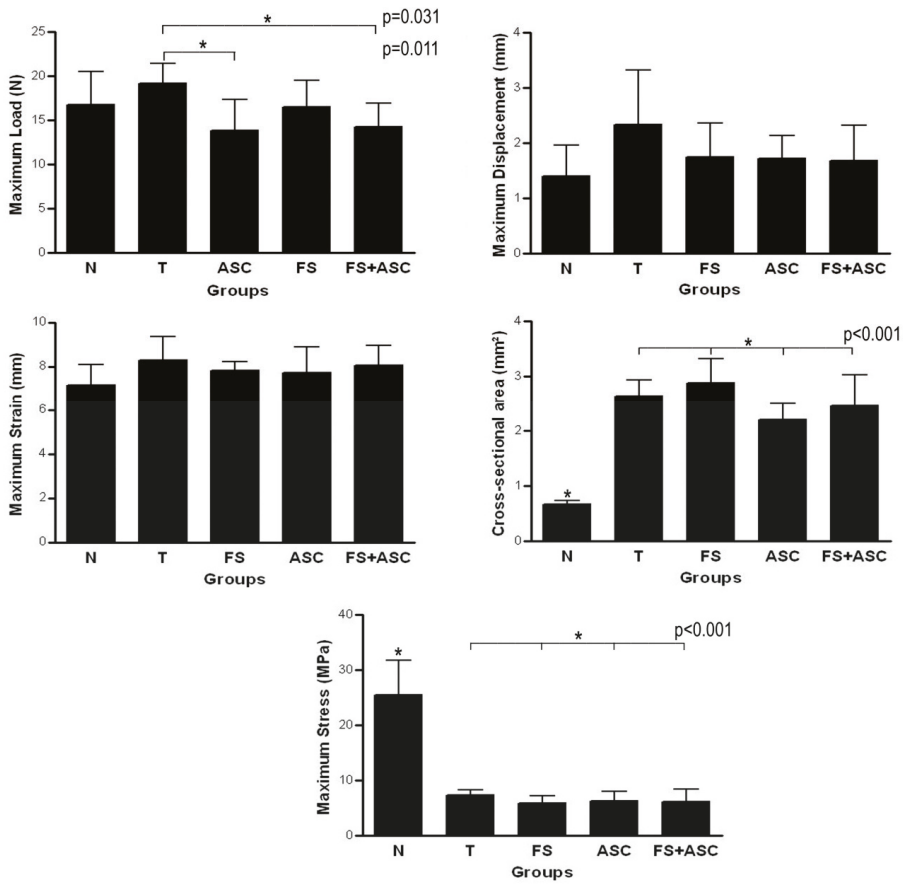 Maximum Load (N)
25
20
15
10
5
0
*
*
p=0.031
p=0.011
N T ASC FS FS+ASC
Groups
Maximum Displacement (mm)
4
3
2
1
0
N T FS ASC FS+ASC
Groups
Maximum Strain (mm)
10
8
6
4
2
0
N T FS ASC FS+ASC
Groups
Cross-sectional area (mm²)
4
3
2
1
0
*
*
p<0.001
N T FS ASC FS+ASC
Groups
Maximum Stress (MPa)
40
30
20
10
0
*
*
p<0.001
N T FS ASC FS+ASC
Groups